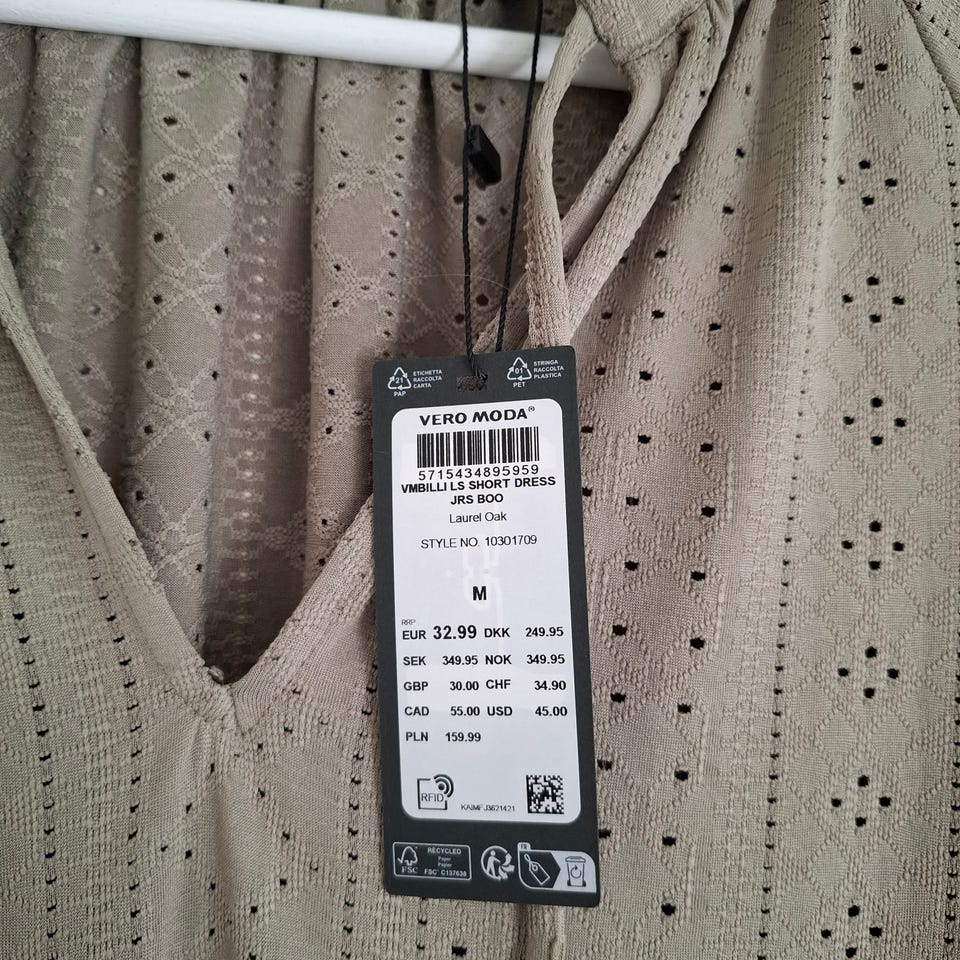 21
PAP
ETICHETTA
RACCOLTA
CARTA
01
PET
STRINGA
RACCOLTA
PLASTICA
VERO MODA®
5715434895959
VMBILLI LS SHORT DRESS
JRS BOO
Laurel Oak
STYLE NO. 10301709
M
RRP
EUR 32.99 DKK 249.95
SEK 349.95 NOK 349.95
GBP 30.00 CHF 34.90
CAD 55.00 USD 45.00
PLN 159.99
RFID
FSC
RECYCLED
Paper
Papier
FSC® C137638
FR